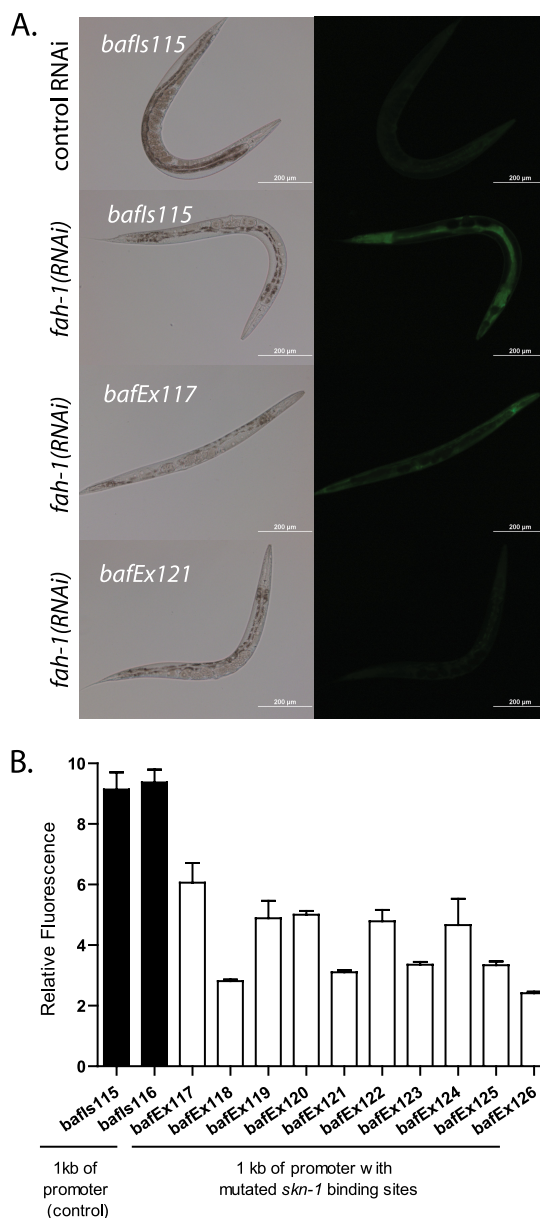 A.
control RNAi
bafIs115
200 µm
200 µm
fah-1(RNAi)
bafIs115
200 µm
200 µm
fah-1(RNAi)
bafEx117
200 µm
200 µm
fah-1(RNAi)
bafEx121
200 µm
200 µm
B.
Relative Fluorescence
10
8
6
4
2
0
bafIs115
bafIs116
bafEx117
bafEx118
bafEx119
bafEx120
bafEx121
bafEx122
bafEx123
bafEx124
bafEx125
bafEx126
1kb of
promoter
(control)
1 kb of promoter with
mutated skn-1 binding sites